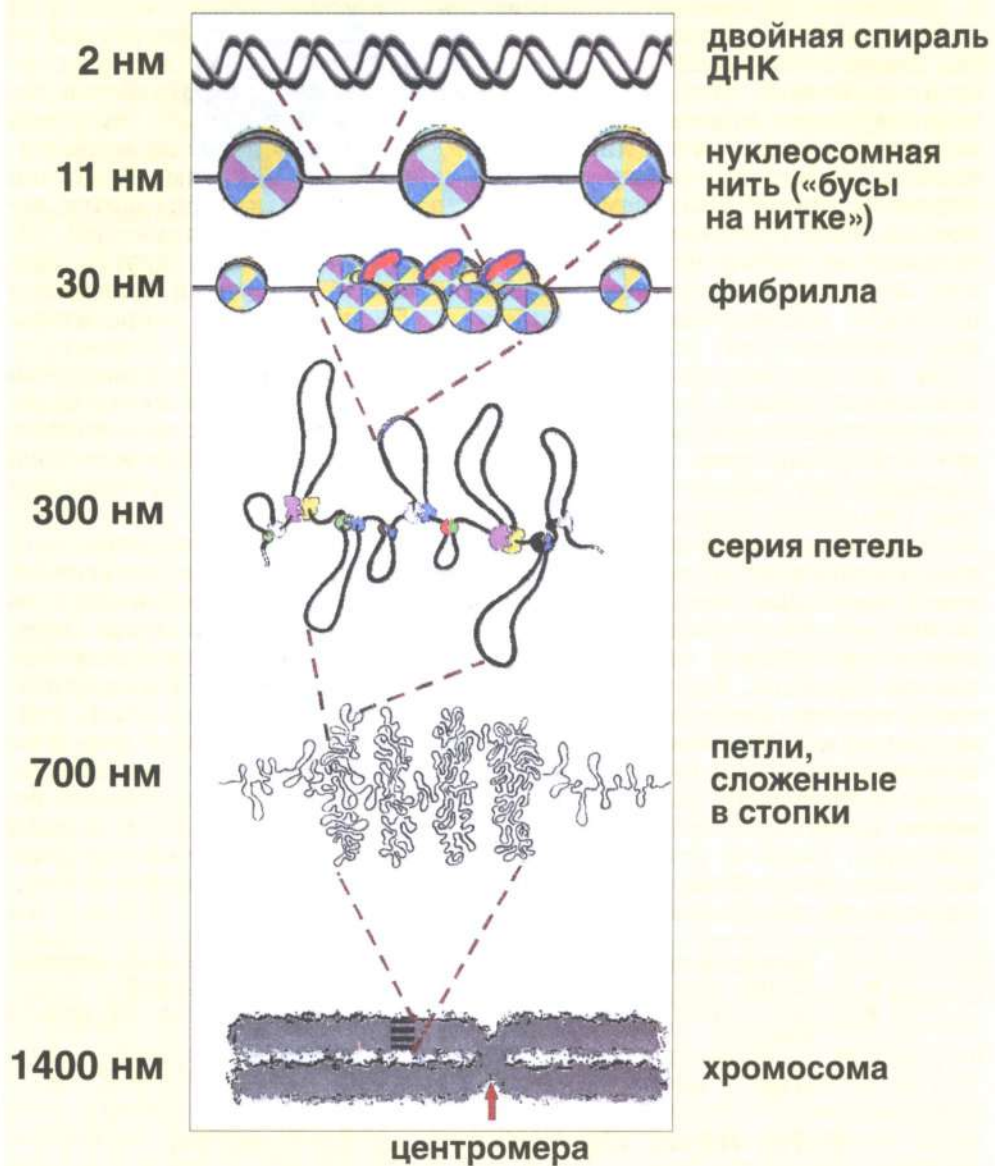 2 нм
двойная спираль
ДНК
11 нм
нуклеосомная
нить («бусы
на нитке»)
30 нм
фибрилла
300 нм
серия петель
700 нм
петли,
сложенные
в стопки
1400 нм
хромосома
центромера